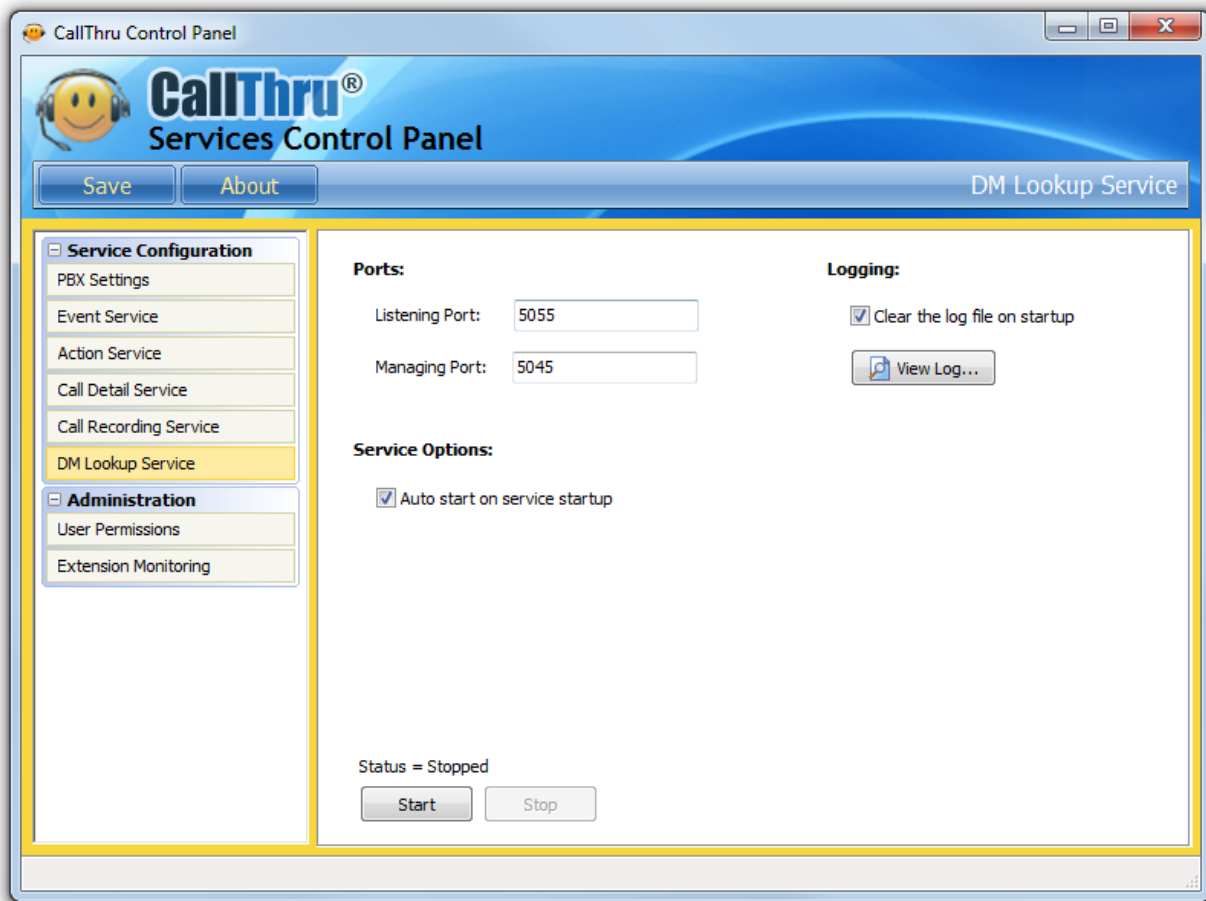 CallThru Control Panel
CallThru®
Services Control Panel
Save About DM Lookup Service
Service Configuration
PBX Settings
Event Service
Action Service
Call Detail Service
Call Recording Service
DM Lookup Service
Administration
User Permissions
Extension Monitoring
Ports:
Listening Port: 5055
Managing Port: 5045
Logging:
Clear the log file on startup
View Log...
Service Options:
Auto start on service startup
Status = Stopped
Start Stop